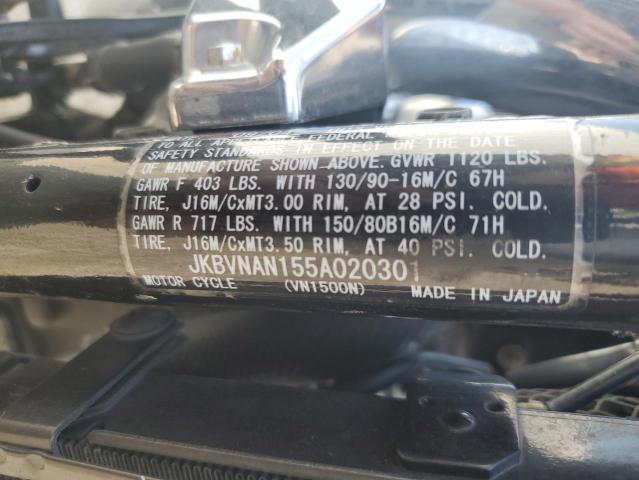 TO ALL
SAFETY STANDARDS IN EFFECT ON THE DATE
OF MANUFACTURE SHOWN ABOVE. GVWR 1120 LBS.
GAWR F 403 LBS. WITH 130/90-16M/C 67H
TIRE, J16M/CxMT3.00 RIM, AT 28 PSI. COLD.
GAWR R 717 LBS. WITH 150/80B16M/C 71H
TIRE, J16M/CxMT3.50 RIM, AT 40 PSI. COLD.
JKBVNAN155A020301
MOTOR CYCLE (VN1500N) MADE IN JAPAN